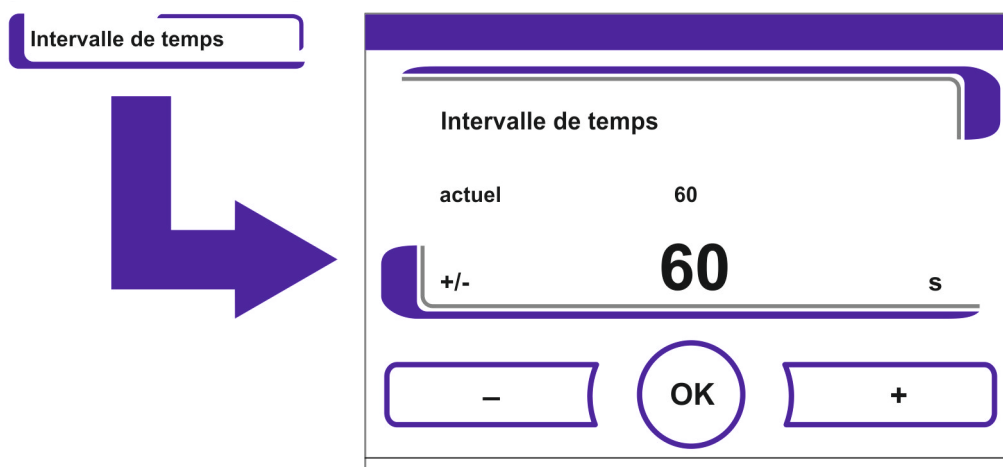 Intervalle de temps
Intervalle de temps
actuel 60
+/- 60 s
– OK +